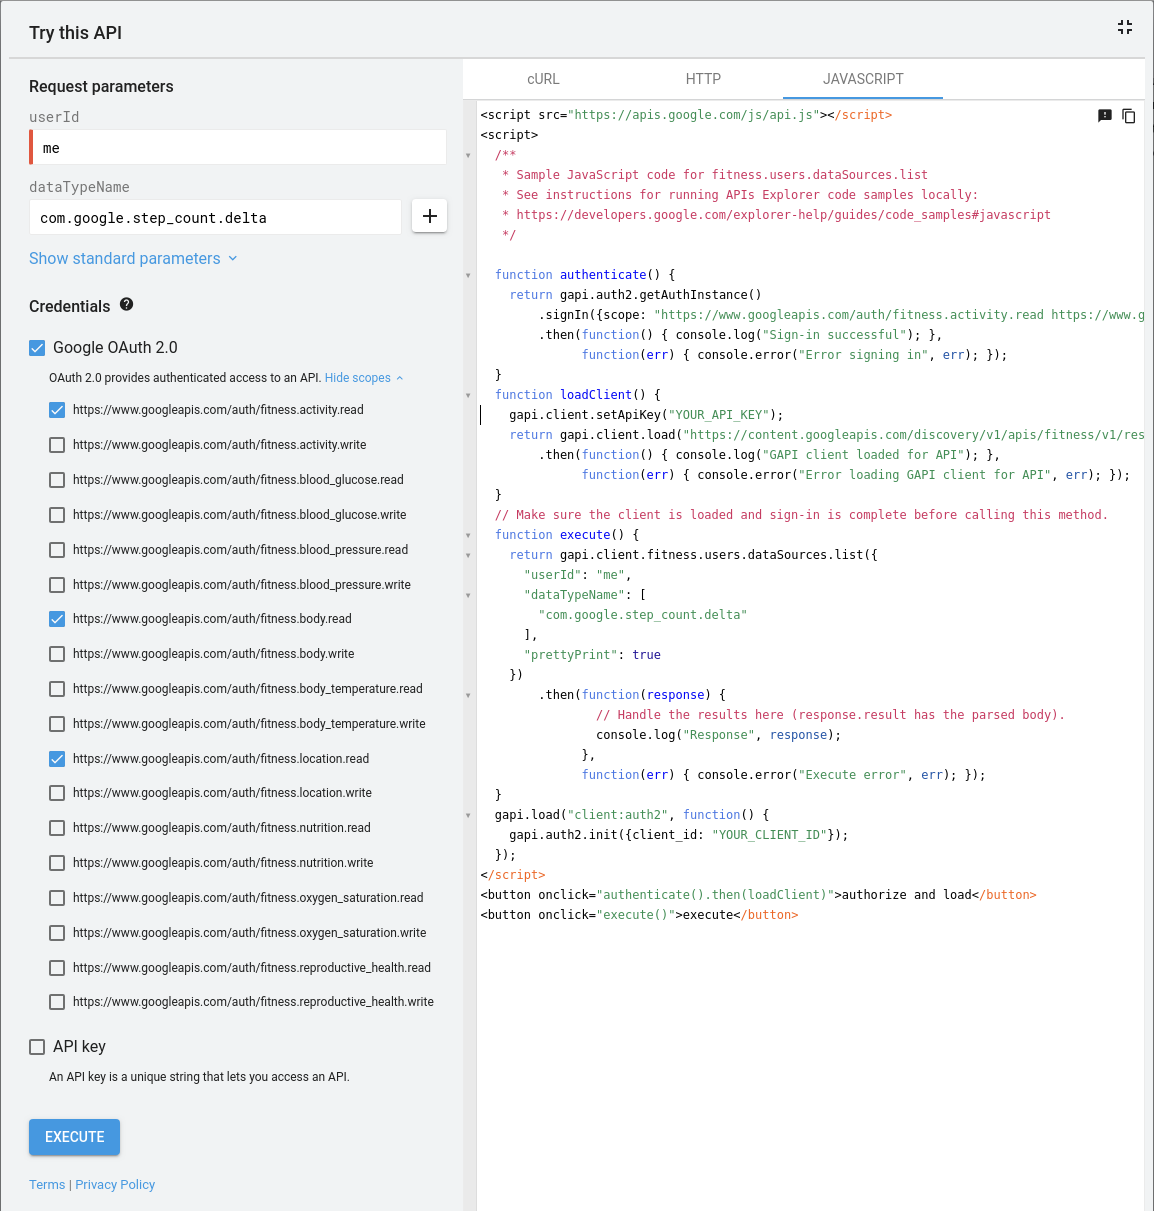 Try this API
Request parameters
userId
me
dataTypeName
com.google.step_count.delta
Show standard parameters
Credentials
Google OAuth 2.0
OAuth 2.0 provides authenticated access to an API. Hide scopes
https://www.googleapis.com/auth/fitness.activity.read
https://www.googleapis.com/auth/fitness.activity.write
https://www.googleapis.com/auth/fitness.blood_glucose.read
https://www.googleapis.com/auth/fitness.blood_glucose.write
https://www.googleapis.com/auth/fitness.blood_pressure.read
https://www.googleapis.com/auth/fitness.blood_pressure.write
https://www.googleapis.com/auth/fitness.body.read
https://www.googleapis.com/auth/fitness.body.write
https://www.googleapis.com/auth/fitness.body_temperature.read
https://www.googleapis.com/auth/fitness.body_temperature.write
https://www.googleapis.com/auth/fitness.location.read
https://www.googleapis.com/auth/fitness.location.write
https://www.googleapis.com/auth/fitness.nutrition.read
https://www.googleapis.com/auth/fitness.nutrition.write
https://www.googleapis.com/auth/fitness.oxygen_saturation.read
https://www.googleapis.com/auth/fitness.oxygen_saturation.write
https://www.googleapis.com/auth/fitness.reproductive_health.read
https://www.googleapis.com/auth/fitness.reproductive_health.write
API key
An API key is a unique string that lets you access an API.
EXECUTE
Terms | Privacy Policy
cURL HTTP JAVASCRIPT
<script src="https://apis.google.com/js/api.js"></script>
<script>
  /**
   * Sample JavaScript code for fitness.users.dataSources.list
   * See instructions for running APIs Explorer code samples locally:
   * https://developers.google.com/explorer-help/guides/code_samples#javascript
   */
  function authenticate() {
    return gapi.auth2.getAuthInstance()
        .signIn({scope: "https://www.googleapis.com/auth/fitness.activity.read https://www.g
        .then(function() { console.log("Sign-in successful"); },
              function(err) { console.error("Error signing in", err); });
  }
  function loadClient() {
    gapi.client.setApiKey("YOUR_API_KEY");
    return gapi.client.load("https://content.googleapis.com/discovery/v1/apis/fitness/v1/res
        .then(function() { console.log("GAPI client loaded for API"); },
              function(err) { console.error("Error loading GAPI client for API", err); });
  }
  // Make sure the client is loaded and sign-in is complete before calling this method.
  function execute() {
    return gapi.client.fitness.users.dataSources.list({
      "userId": "me",
      "dataTypeName": [
        "com.google.step_count.delta"
      ],
      "prettyPrint": true
    })
        .then(function(response) {
                // Handle the results here (response.result has the parsed body).
                console.log("Response", response);
              },
              function(err) { console.error("Execute error", err); });
  }
  gapi.load("client:auth2", function() {
    gapi.auth2.init({client_id: "YOUR_CLIENT_ID"});
  });
</script>
<button onclick="authenticate().then(loadClient)">authorize and load</button>
<button onclick="execute()">execute</button>